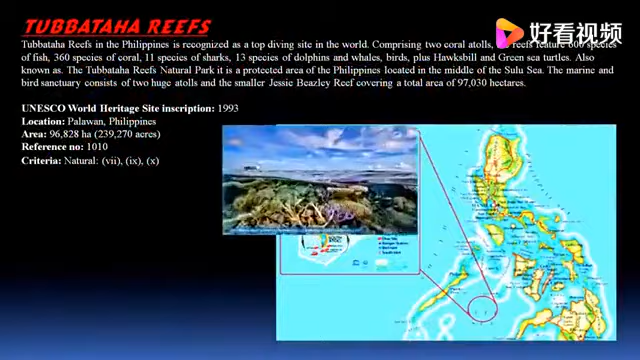 TUBBATAHA REEFS
好看视频
Tubbataha Reefs in the Philippines is recognized as a top diving site in the world. Comprising two coral atolls, reefs feature 600 species
of fish, 360 species of coral, 11 species of sharks, 13 species of dolphins and whales, birds, plus Hawksbill and Green sea turtles. Also
known as. The Tubbataha Reefs Natural Park it is a protected area of the Philippines located in the middle of the Sulu Sea. The marine and
bird sanctuary consists of two huge atolls and the smaller Jessie Beazley Reef covering a total area of 97,030 hectares.
UNESCO World Heritage Site inscription: 1993
Location: Palawan, Philippines
Area: 96,828 ha (239,270 acres)
Reference no: 1010
Criteria: Natural: (vii), (ix), (x)